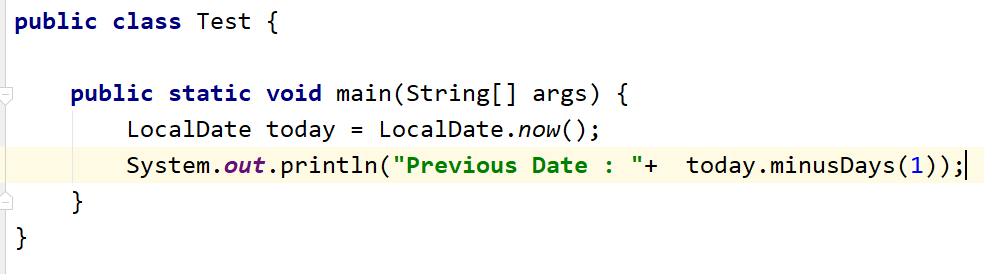 public class Test {
    public static void main(String[] args) {
        LocalDate today = LocalDate.now();
        System.out.println("Previous Date : "+  today.minusDays(1));
    }
}